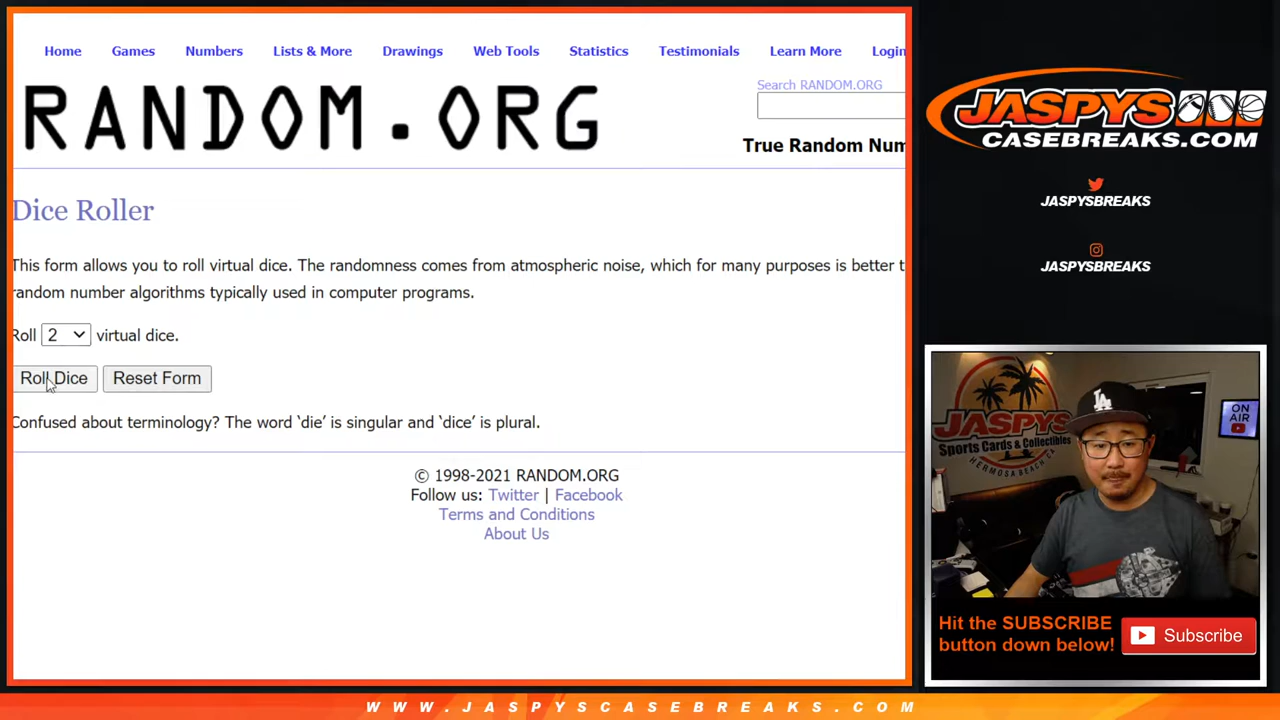 Home Games Numbers Lists & More Drawings Web Tools Statistics Testimonials Learn More Login
RANDOM.ORG
Search RANDOM.ORG
True Random Num
Dice Roller
This form allows you to roll virtual dice. The randomness comes from atmospheric noise, which for many purposes is better t
random number algorithms typically used in computer programs.
Roll 2 virtual dice.
Roll Dice Reset Form
Confused about terminology? The word ‘die’ is singular and ‘dice’ is plural.
© 1998-2021 RANDOM.ORG
Follow us: Twitter | Facebook
Terms and Conditions
About Us
JASPYS
CASEBREAKS.COM
JASPYSBREAKS
JASPYSBREAKS
JASPYS
Sports Cards & Collectibles
HERMOSA BEACH, CA
LA
ON
AIR
Hit the SUBSCRIBE
button down below!
Subscribe
WWW.JASPYSCASEBREAKS.COM